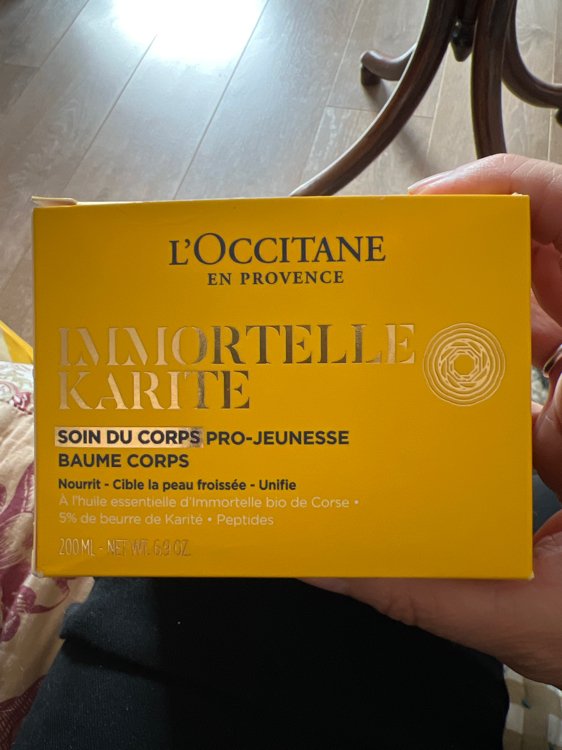 L'OCCITANE
EN PROVENCE
IMMORTELLE
KARITE
SOIN DU CORPS PRO-JEUNESSE
BAUME CORPS
Nourrit - Cible la peau froissée - Unifie
À l'huile essentielle d'Immortelle bio de Corse •
5% de beurre de Karité • Peptides
200 ML - NET WT. 6.9 OZ.